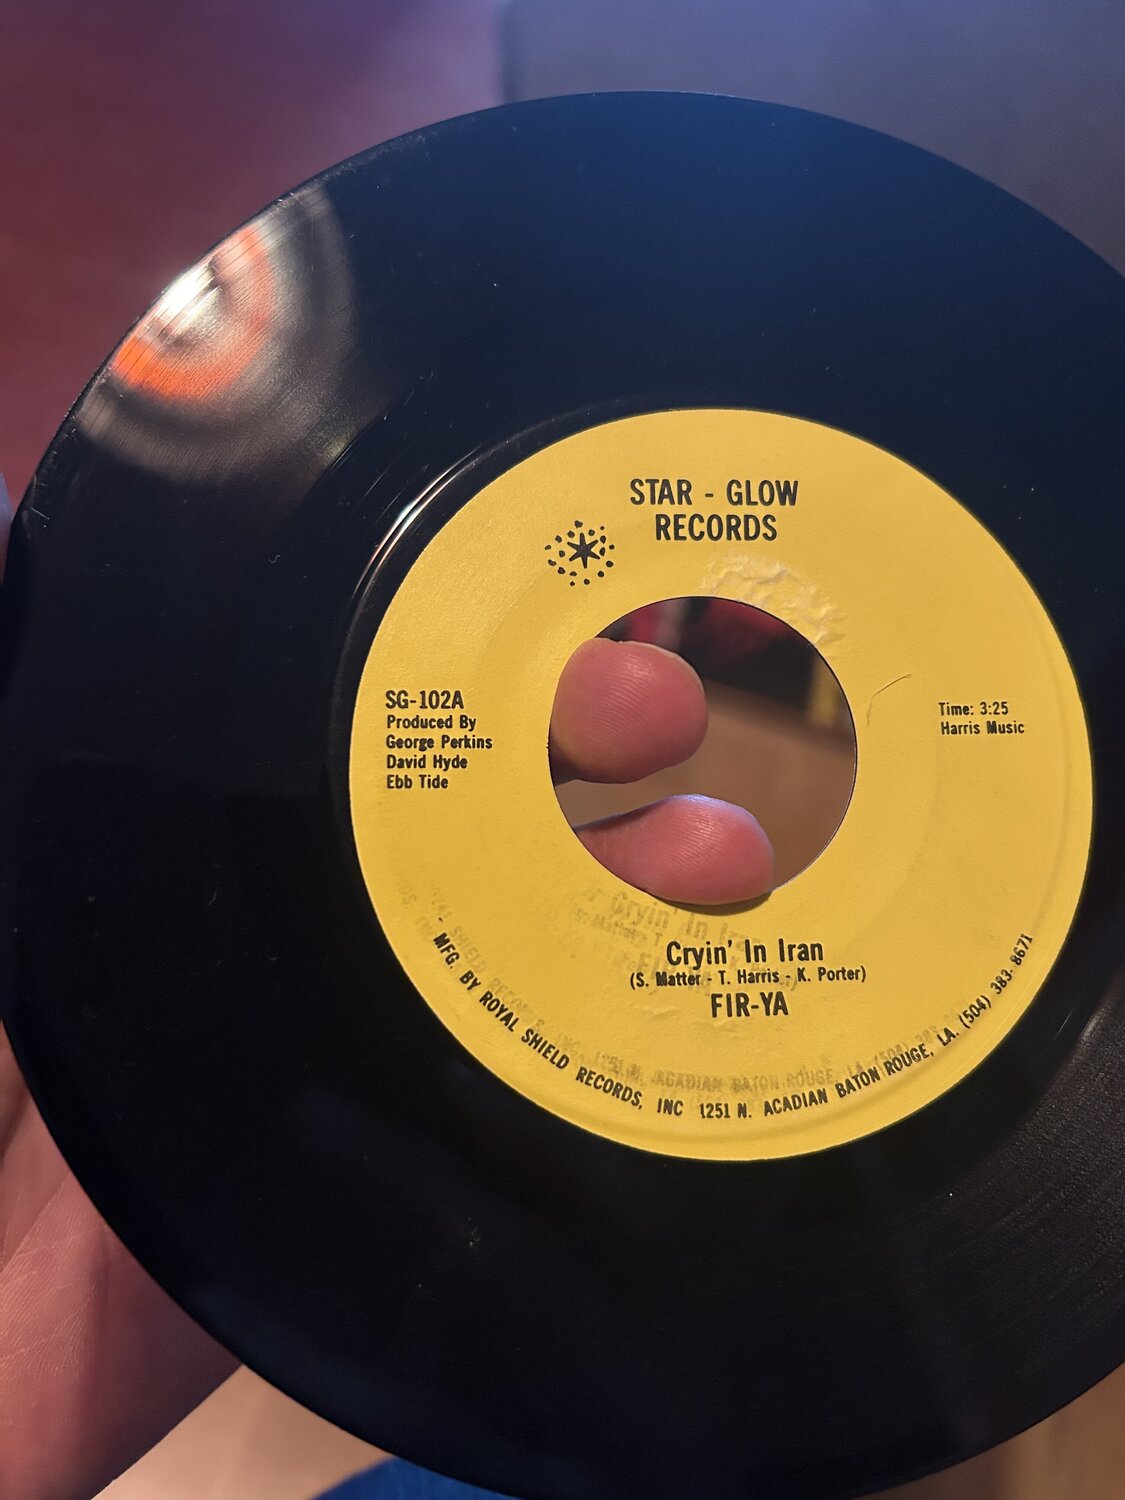 STAR - GLOW
RECORDS
SG-102A
Produced By
George Perkins
David Hyde
Ebb Tide
Time: 3:25
Harris Music
Cryin' In Iran
(S. Matter - T. Harris - K. Porter)
FIR-YA
MFG. BY ROYAL SHIELD RECORDS, INC 1251 N. ACADIAN BATON ROUGE, LA. (504) 383-8671